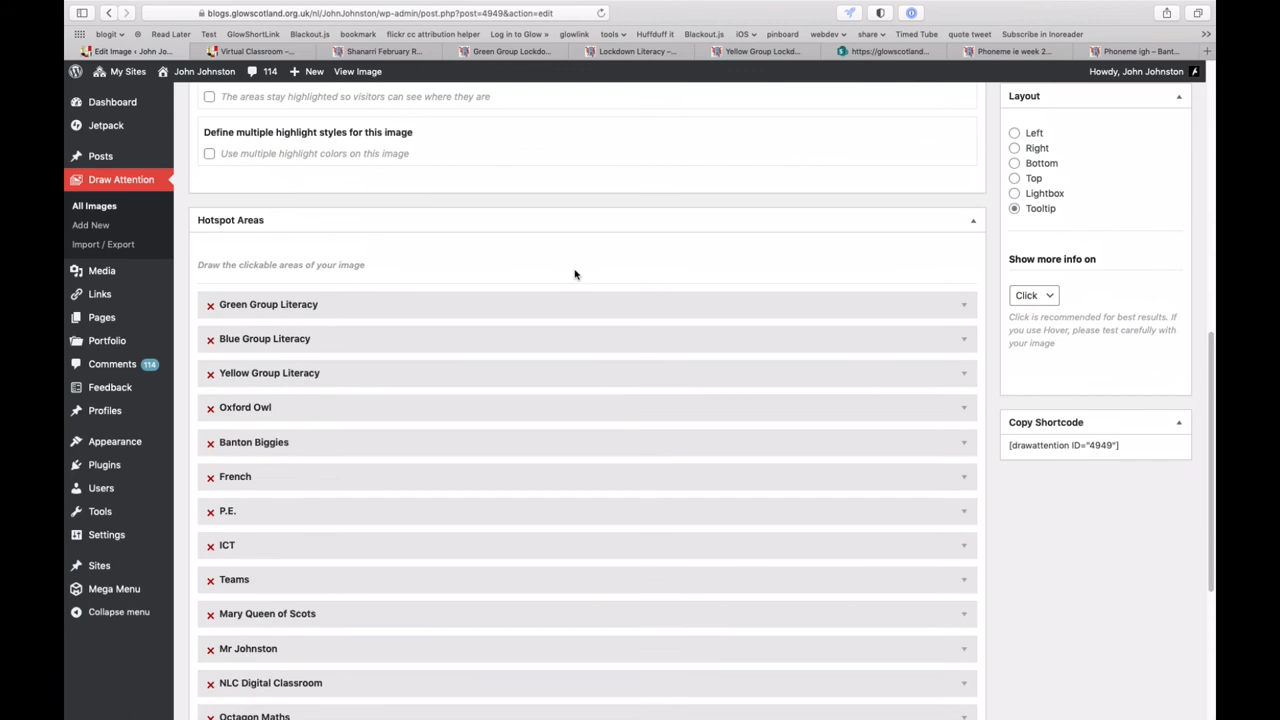 blogs.glowscotland.org.uk/nl/JohnJohnston/wp-admin/post.php?post=4949&action=edit
blogit Read Later Test GlowShortLink Blackout.js bookmark flickr cc attribution helper Log in to Glow » glowlink tools Huffduff it Blackout.js iOS pinboard webdev share Timed Tube quote tweet Subscribe in Inoreader >>
Edit Image ‹ John Jo... Virtual Classroom –... Shanarri February R... Green Group Lockdo... Lockdown Literacy –... Yellow Group Lockd... https://glowscotland... Phoneme ie week 2... Phoneme igh – Bant... +
My Sites John Johnston 114 + New View Image Howdy, John Johnston
Dashboard
Jetpack
Posts
Draw Attention
All Images
Add New
Import / Export
Media
Links
Pages
Portfolio
Comments 114
Feedback
Profiles
Appearance
Plugins
Users
Tools
Settings
Sites
Mega Menu
Collapse menu
The areas stay highlighted so visitors can see where they are
Define multiple highlight styles for this image
Use multiple highlight colors on this image
Hotspot Areas
Draw the clickable areas of your image
Green Group Literacy
Blue Group Literacy
Yellow Group Literacy
Oxford Owl
Banton Biggies
French
P.E.
ICT
Teams
Mary Queen of Scots
Mr Johnston
NLC Digital Classroom
Octagon Maths
Layout
Left
Right
Bottom
Top
Lightbox
Tooltip
Show more info on
Click
Click is recommended for best results. If
you use Hover, please test carefully with
your image
Copy Shortcode
[drawattention ID="4949"]